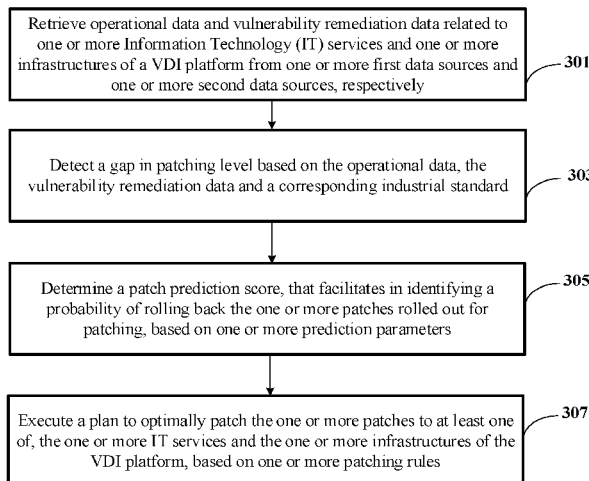 Retrieve operational data and vulnerability remediation data related to
one or more Information Technology (IT) services and one or more
infrastructures of a VDI platform from one or more first data sources and
one or more second data sources, respectively
301
Detect a gap in patching level based on the operational data, the
vulnerability remediation data and a corresponding industrial standard
303
Determine a patch prediction score, that facilitates in identifying a
probability of rolling back the one or more patches rolled out for
patching, based on one or more prediction parameters
305
Execute a plan to optimally patch the one or more patches to at least one
of, the one or more IT services and the one or more infrastructures of the
VDI platform, based on one or more patching rules
307